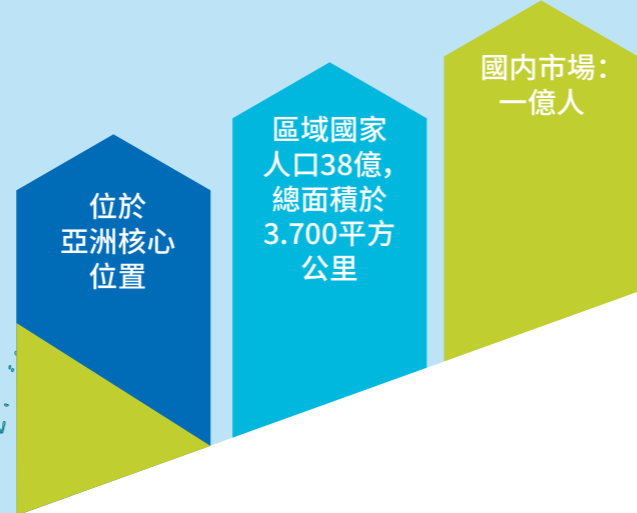 位於
亞洲核心
位置
區域國家
人口38億，
總面積於
3.700平方
公里
國内市場：
一億人